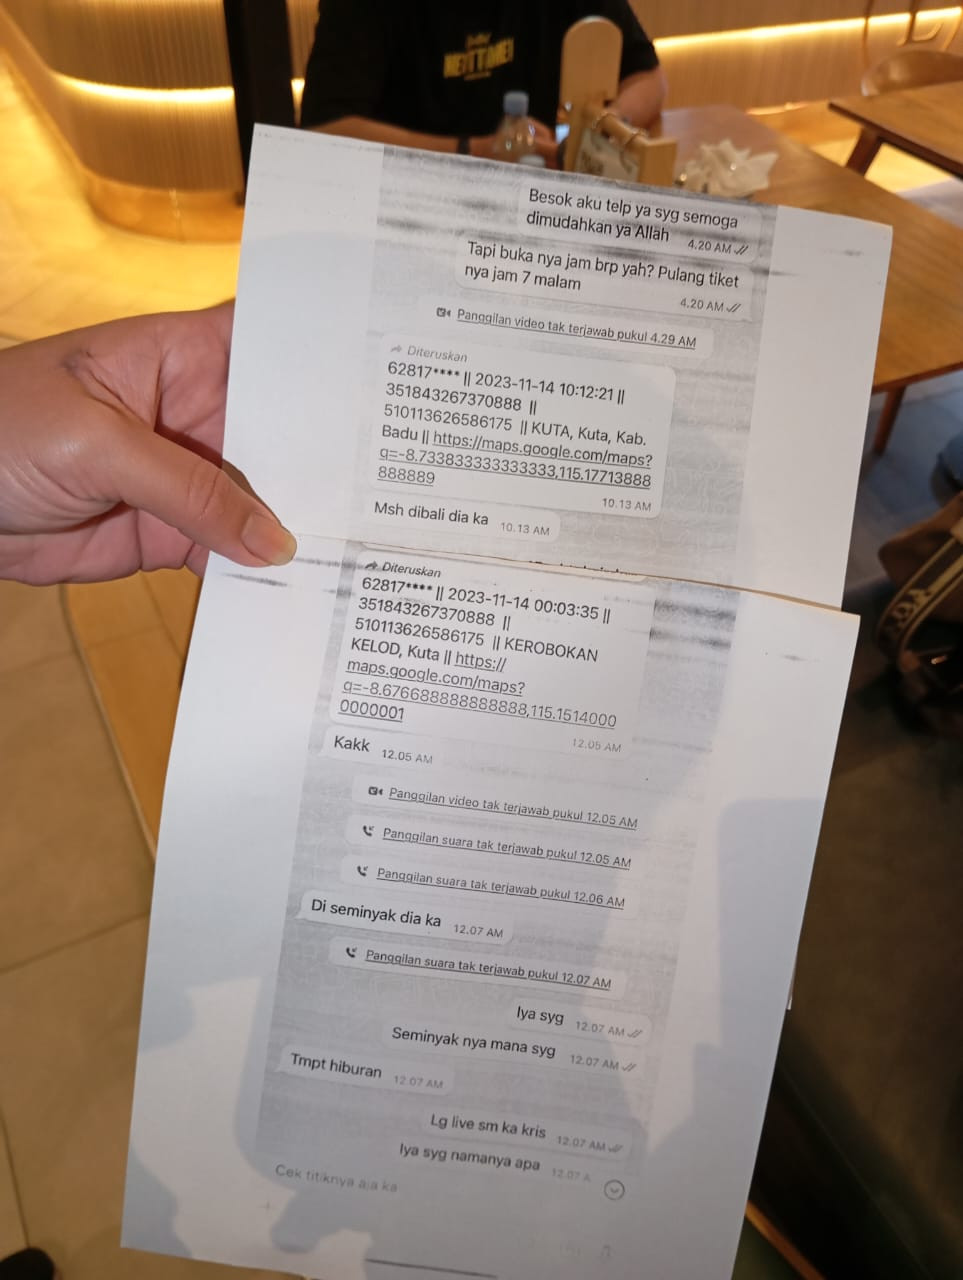 Besok aku telp ya syg semoga
dimudahkan ya Allah 4.20 AM
Tapi buka nya jam brp yah? Pulang tiket
nya jam 7 malam 4.20 AM
Panggilan video tak terjawab pukul 4.29 AM
Diteruskan
62817**** || 2023-11-14 10:12:21 ||
351843267370888 ||
510113626586175 || KUTA, Kuta, Kab.
Badu || https://maps.google.com/maps?
q=-8.733833333333333,115.17713888
888889
10.13 AM
Msh dibali dia ka 10.13 AM
Diteruskan
62817**** || 2023-11-14 00:03:35 ||
351843267370888 ||
510113626586175 || KEROBOKAN
KELOD, Kuta || https://
maps.google.com/maps?
q=-8.6766888888888888,115.1514000
0000001
12.05 AM
Kakk 12.05 AM
Panggilan video tak terjawab pukul 12.05 AM
Panggilan suara tak terjawab pukul 12.05 AM
Panggilan suara tak terjawab pukul 12.06 AM
Di seminyak dia ka 12.07 AM
Panggilan suara tak terjawab pukul 12.07 AM
Iya syg 12.07 AM
Seminyak nya mana syg 12.07 AM
Tmpt hiburan 12.07 AM
Lg live sm ka kris 12.07 AM
Iya syg namanya apa 12.07 A
Cek titiknya aja ka